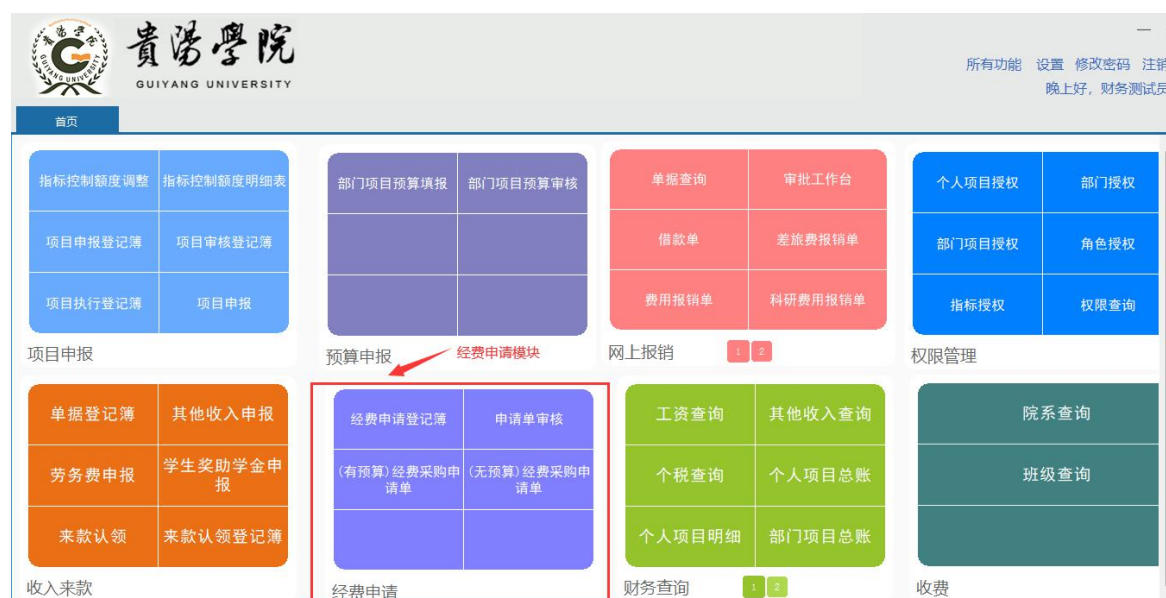 貴陽學院
GUIYANG UNIVERSITY
所有功能 设置 修改密码 注销
晚上好, 财务测试员
首页
指标控制额度调整 指标控制额度明细表
项目申报登记簿 项目审核登记簿
项目执行登记簿 项目申报
项目申报
部门项目预算填报 部门项目预算审核
预算申报
经费申请模块
单据查询 审批工作台
借款单 差旅费报销单
费用报销单 科研费用报销单
网上报销 1 2
个人项目授权 部门授权
部门项目授权 角色授权
指标授权 权限查询
权限管理
单据登记簿 其他收入申报
劳务费申报 学生奖助学金申
报
来款认领 来款认领登记簿
收入来款
经费申请登记簿 申请单审核
(有预算)经费采购申 (无预算)经费采购申
请单 请单
经费申请
工资查询 其他收入查询
个税查询 个人项目总账
个人项目明细 部门项目总账
财务查询 1 2
院系查询
班级查询
收费